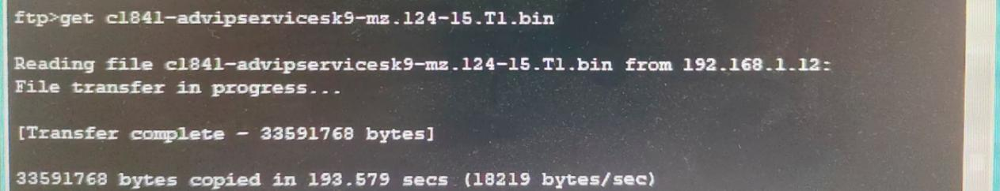 ftp>get c1841-advipservicesk9-mz.124-15.T1.bin
Reading file c1841-advipservicesk9-mz.124-15.T1.bin from 192.168.1.12:
File transfer in progress...
[Transfer complete - 33591768 bytes]
33591768 bytes copied in 193.579 secs (18219 bytes/sec)